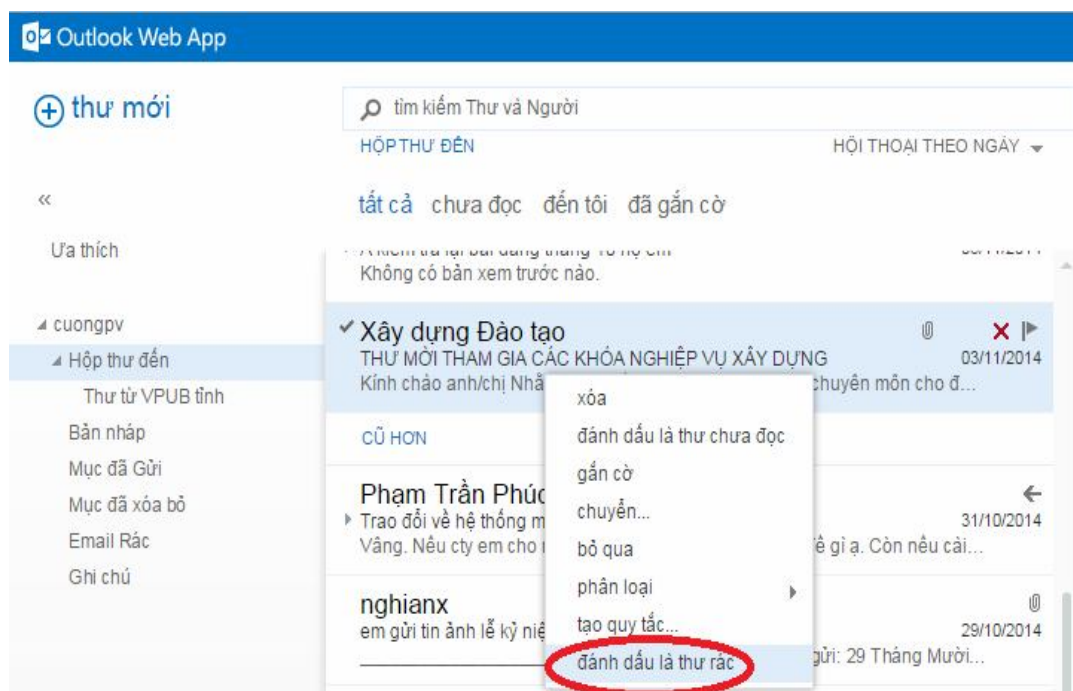 Outlook Web App
thư mới
tìm kiếm Thư và Người
HỘP THƯ ĐẾN
HỘI THOẠI THEO NGÀY
«
tất cả chưa đọc đến tôi đã gắn cờ
Ưa thích
Không có bản xem trước nào.
cuongpv
Hộp thư đến
Thư từ VPUB tỉnh
Bản nháp
Mục đã Gửi
Mục đã xóa bỏ
Email Rác
Ghi chú
Xây dựng Đào tạo
THƯ MỜI THAM GIA CÁC KHÓA NGHIỆP VỤ XÂY DỰNG
03/11/2014
Kính chào anh/chị chuyên môn cho đ...
CŨ HƠN
Phạm Trần Phúc
Trao đổi về hệ thống m
31/10/2014
Vâng. Nếu cty em cho gì ạ. Còn nếu cài...
nghianx
em gửi tin ảnh lễ kỷ niệ
29/10/2014
gửi: 29 Tháng Mười...
xóa
đánh dấu là thư chưa đọc
gắn cờ
chuyển...
bỏ qua
phân loại
tạo quy tắc...
đánh dấu là thư rác